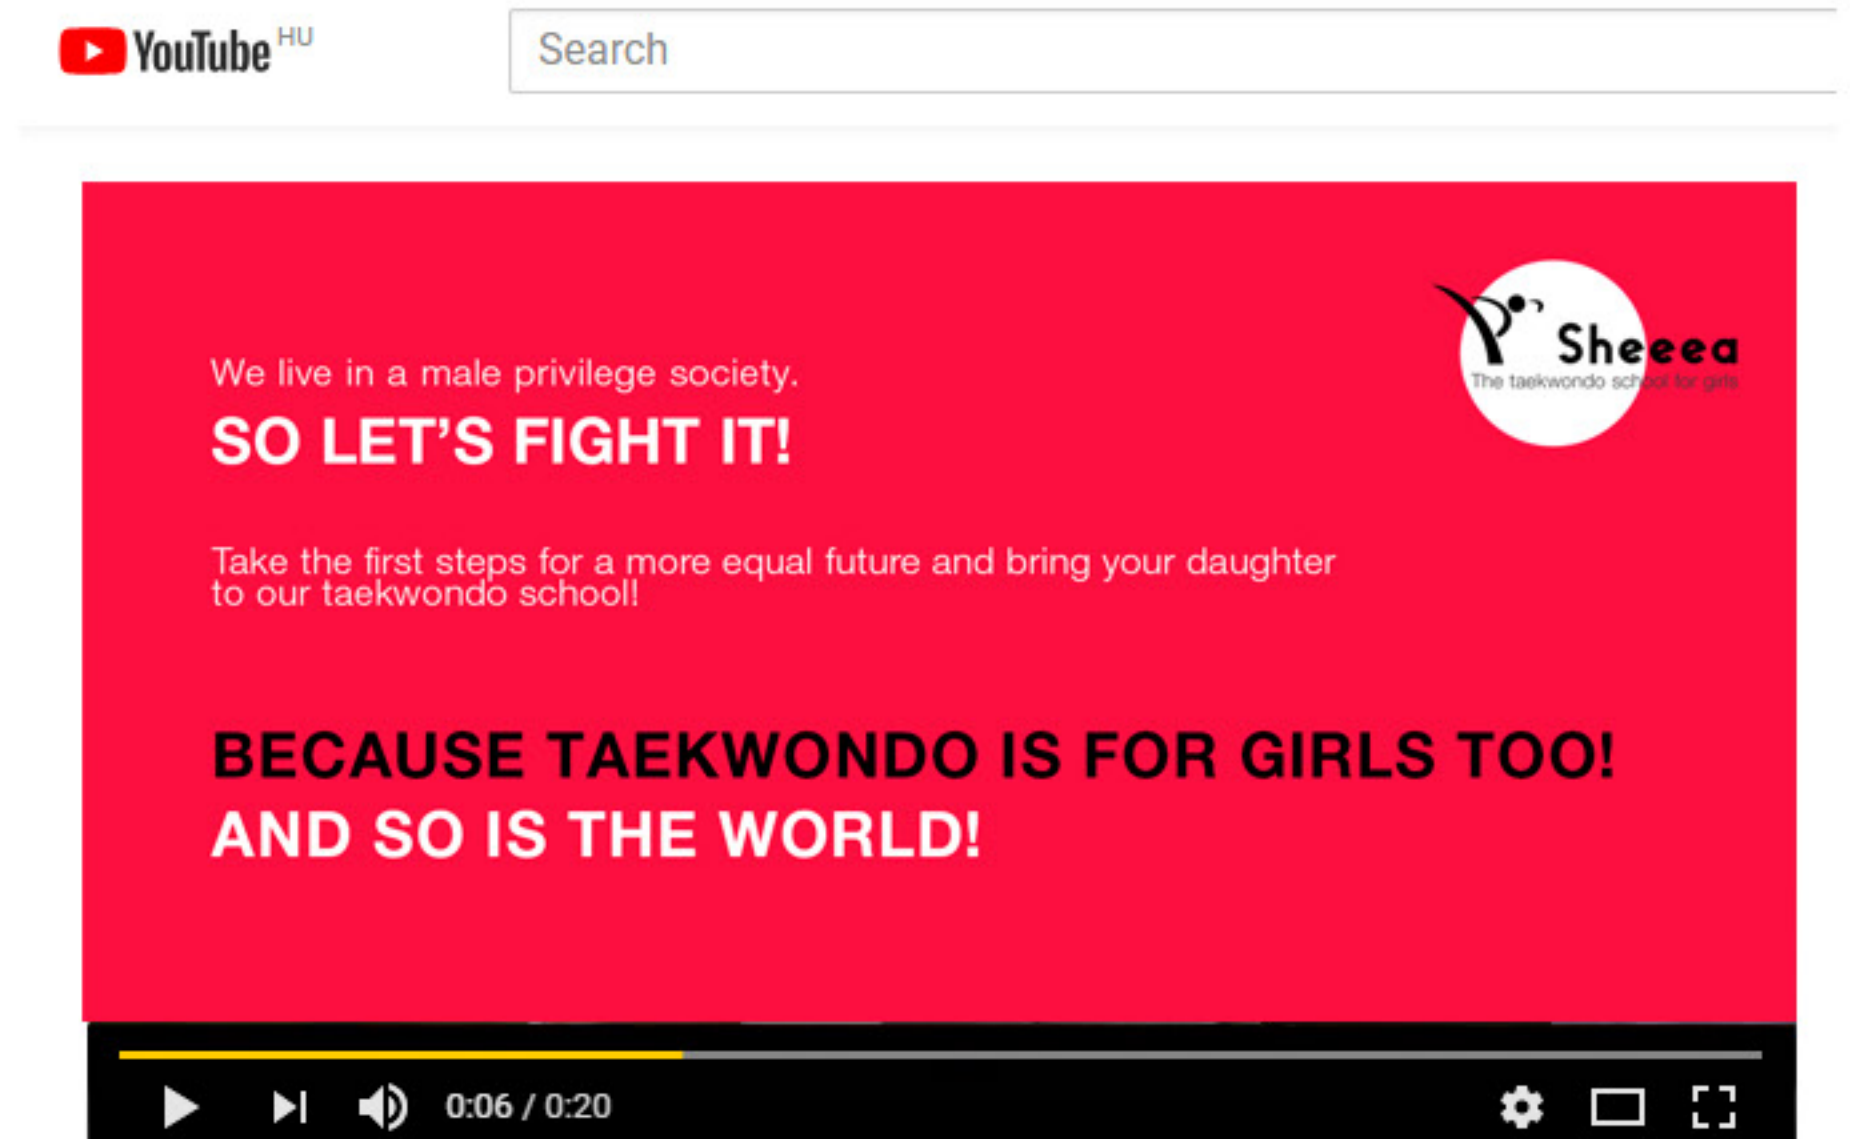 YouTube HU
Search
Sheeea
The taekwondo school for girls
We live in a male privilege society.
SO LET'S FIGHT IT!
Take the first steps for a more equal future and bring your daughter
to our taekwondo school!
BECAUSE TAEKWONDO IS FOR GIRLS TOO!
AND SO IS THE WORLD!
0:06 / 0:20